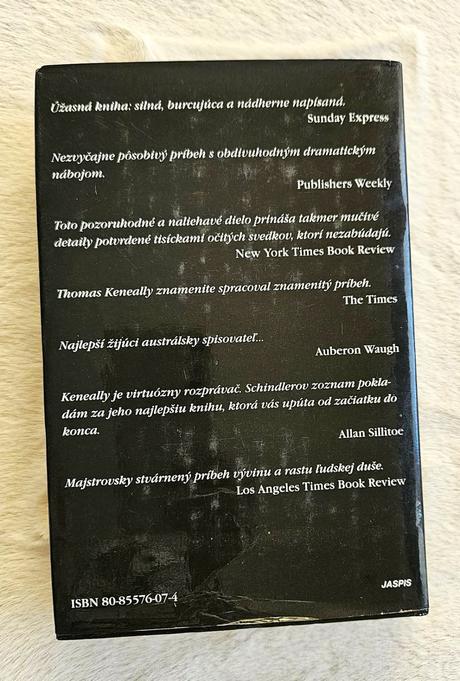 Úžasná kniha: silná, burcujúca a nádherne napísaná.
Sunday Express
Nezvyčajne pôsobivý príbeh s obdivuhodným dramatickým
nábojom.
Publishers Weekly
Toto pozoruhodné a naliehavé dielo prináša takmer mučivé
detaily potvrdené tisíckami očitých svedkov, ktorí nezabúdajú.
New York Times Book Review
Thomas Keneally znamenite spracoval znamenitý príbeh.
The Times
Najlepší žijúci austrálsky spisovateľ...
Auberon Waugh
Keneally je virtuózny rozprávač. Schindlerov zoznam pokla-
dám za jeho najlepšiu knihu, ktorá vás upúta od začiatku do
konca.
Allan Sillitoe
Majstrovsky stvárnený príbeh vývinu a rastu ľudskej duše.
Los Angeles Times Book Review
JASPIS
ISBN 80-85576-07-4